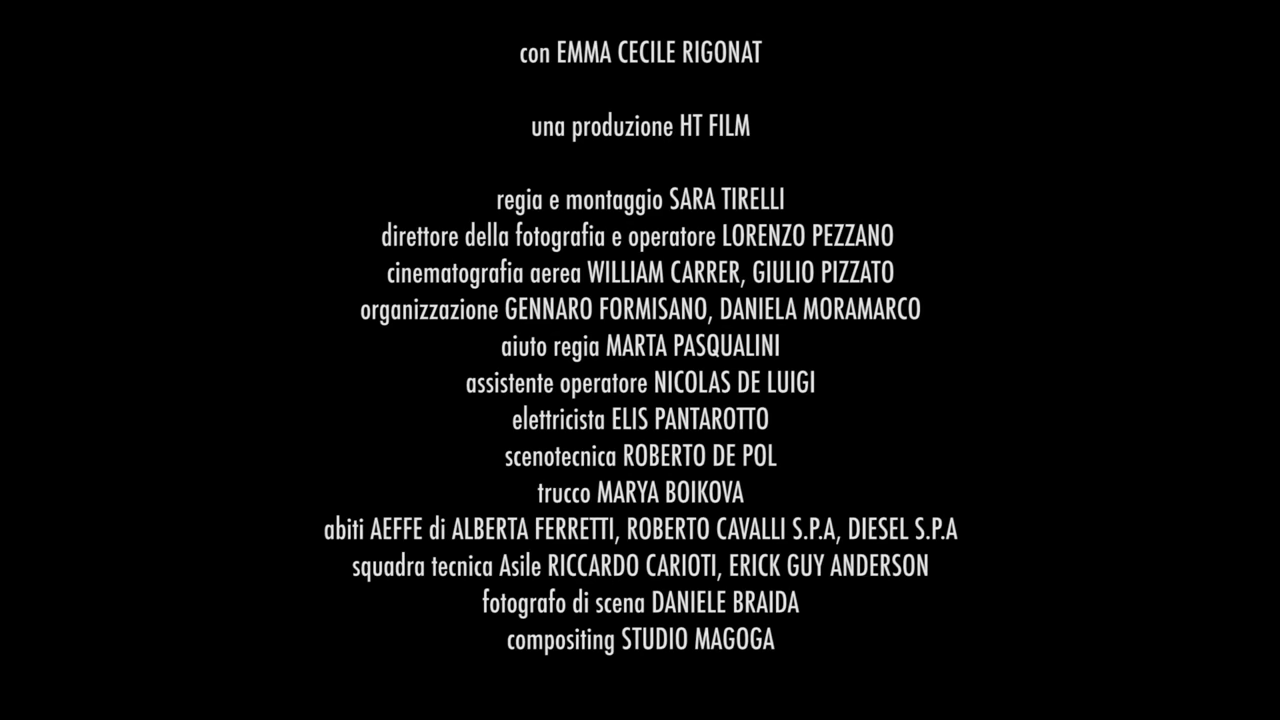 con EMMA CECILE RIGONAT
una produzione HT FILM
regia e montaggio SARA TIRELLI
direttore della fotografia e operatore LORENZO PEZZANO
cinematografia aerea WILLIAM CARRER, GIULIO PIZZATO
organizzazione GENNARO FORMISANO, DANIELA MORAMARCO
aiuto regia MARTA PASQUALINI
assistente operatore NICOLAS DE LUIGI
elettricista ELIS PANTAROTTO
scenotecnica ROBERTO DE POL
trucco MARYA BOIKOVA
abiti AEFFE di ALBERTA FERRETTI, ROBERTO CAVALLI S.P.A, DIESEL S.P.A
squadra tecnica Asile RICCARDO CARIOTI, ERICK GUY ANDERSON
fotografo di scena DANIELE BRAIDA
compositing STUDIO MAGOGA